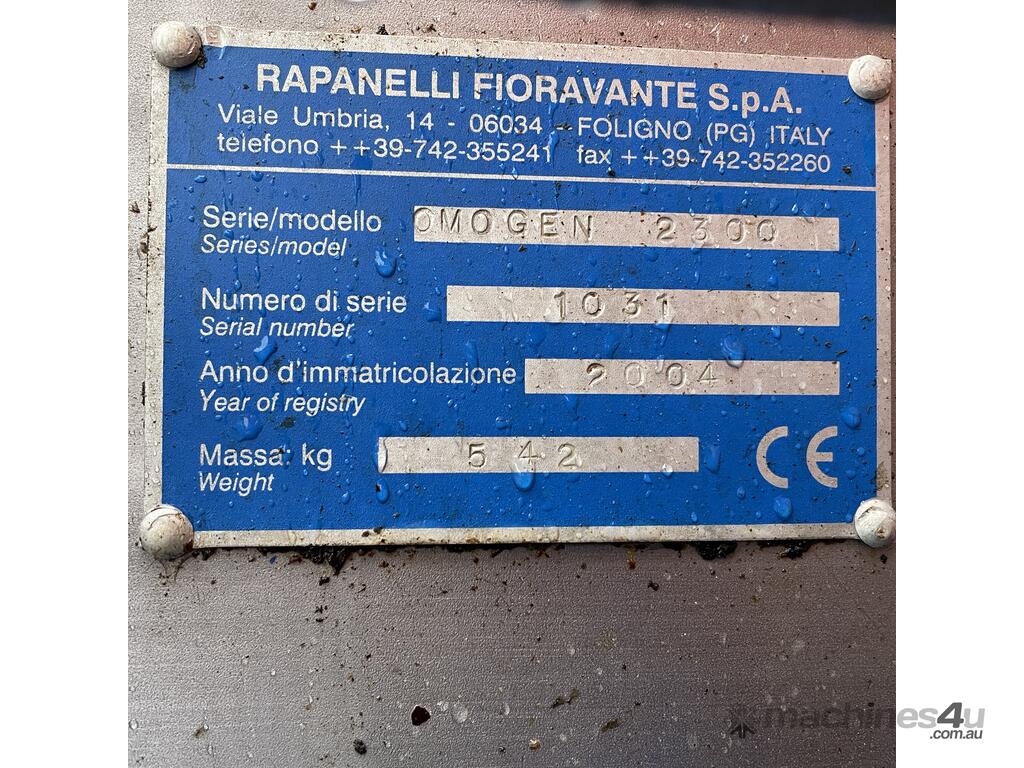 RAPANELLI FIORAVANTE S.p.A.
Viale Umbria, 14 - 06034 - FOLIGNO (PG) ITALY
telefono ++39-742-355241 fax ++39-742-352260
Serie/modello OMOGEN 2300
Series/model
Numero di serie 1031
Serial number
Anno d'immatricolazione 2004
Year of registry
Massa kg 542
Weight
CE
machines4u
.com.au